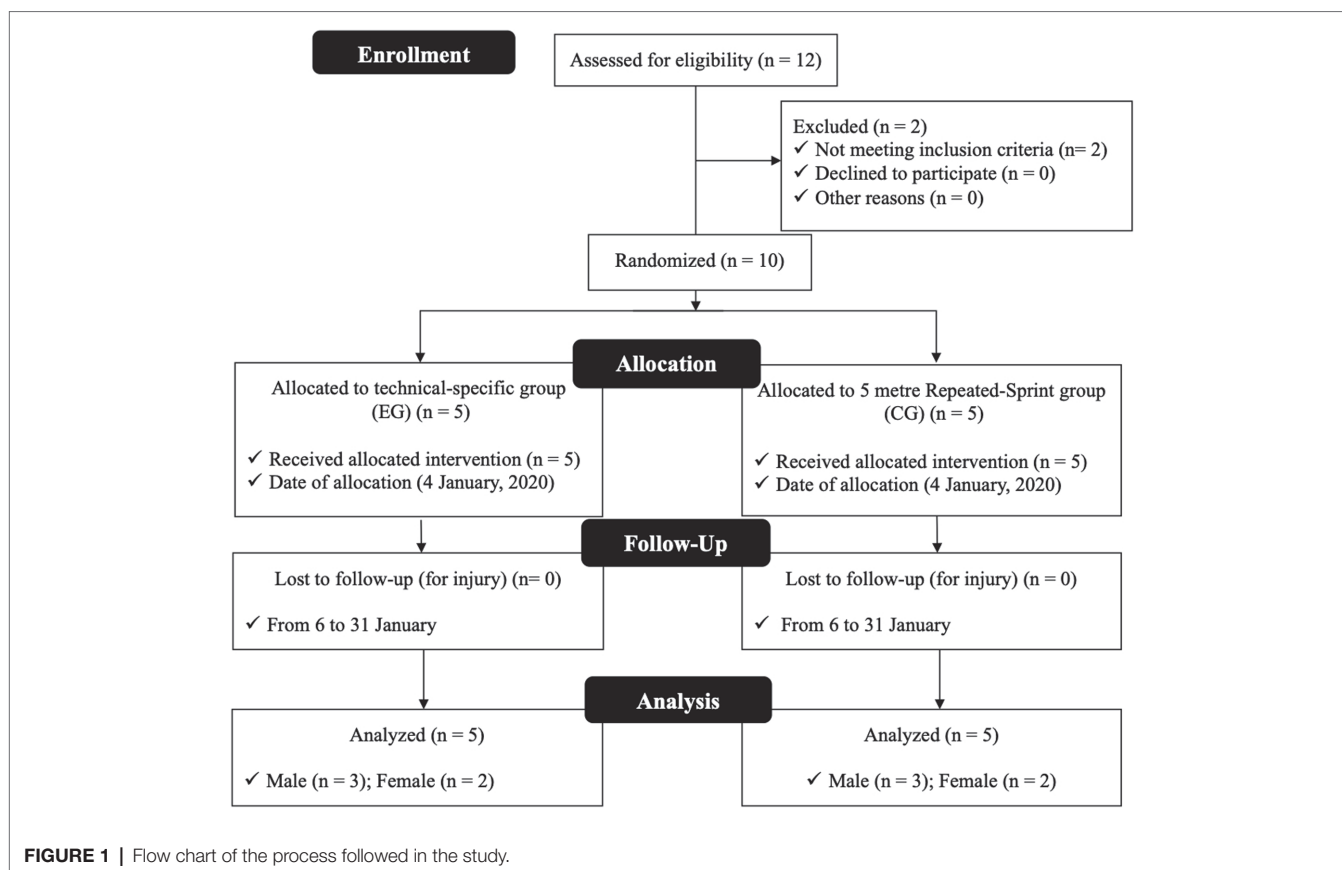 Enrollment
Assessed for eligibility (n = 12)
Excluded (n = 2)
✓ Not meeting inclusion criteria (n= 2)
✓ Declined to participate (n = 0)
✓ Other reasons (n = 0)
Randomized (n = 10)
Allocation
Allocated to technical-specific group
(EG) (n = 5)
✓ Received allocated intervention (n = 5)
✓ Date of allocation (4 January, 2020)
Allocated to 5 metre Repeated-Sprint group
(CG) (n = 5)
✓ Received allocated intervention (n = 5)
✓ Date of allocation (4 January, 2020)
Follow-Up
Lost to follow-up (for injury) (n= 0)
✓ From 6 to 31 January
Lost to follow-up (for injury) (n = 0)
✓ From 6 to 31 January
Analysis
Analyzed (n = 5)
✓ Male (n = 3); Female (n = 2)
Analyzed (n = 5)
✓ Male (n = 3); Female (n = 2)
FIGURE 1 | Flow chart of the process followed in the study.